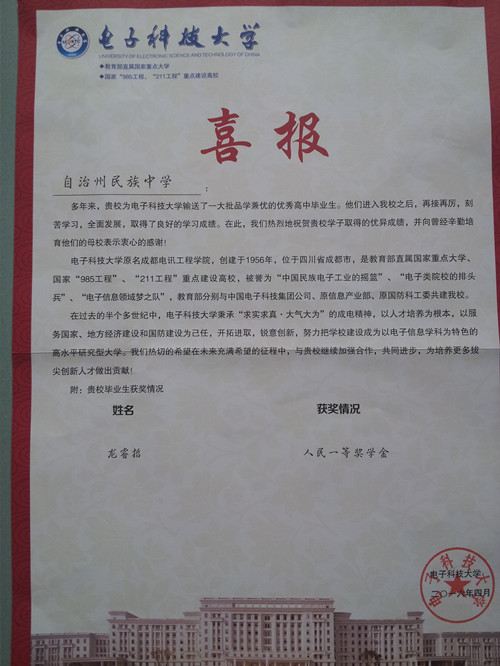 电子科技大学
UNIVERSITY OF ELECTRONIC SCIENCE AND TECHNOLOGY OF CHINA
◆教育部直属国家重点大学
◆国家“985工程”、“211工程”重点建设高校
喜报
自治州民族中学：
多年来，贵校为电子科技大学输送了一大批品学兼优的优秀高中毕业生。他们进入我校之后，再接再厉，刻
苦学习，全面发展，取得了良好的学习成绩。在此，我们热烈地祝贺贵校学子取得的优异成绩，并向曾经辛勤培
育他们的母校表示衷心的感谢！
电子科技大学原名成都电讯工程学院，创建于1956年，位于四川省成都市，是教育部直属国家重点大学、
国家“985工程”、“211工程”重点建设高校，被誉为“中国民族电子工业的摇篮”、“电子类院校的排头
兵”、“电子信息领域梦之队”，教育部分别与中国电子科技集团公司、原信息产业部、原国防科工委共建我校。
在过去的半个多世纪中，电子科技大学秉承“求实求真·大气大为”的成电精神，以人才培养为根本，以服
务国家、地方经济建设和国防建设为己任，开拓进取，锐意创新，努力把学校建设成为以电子信息学科为特色的
高水平研究型大学。我们热切的希望在未来充满希望的征程中，与贵校继续加强合作，共同进步，为培养更多拔
尖创新人才做出贡献！
附：贵校毕业生获奖情况
姓名 获奖情况
龙睿哲 人民一等奖学金
电子科技大学
二〇一六年四月
电子科技大学